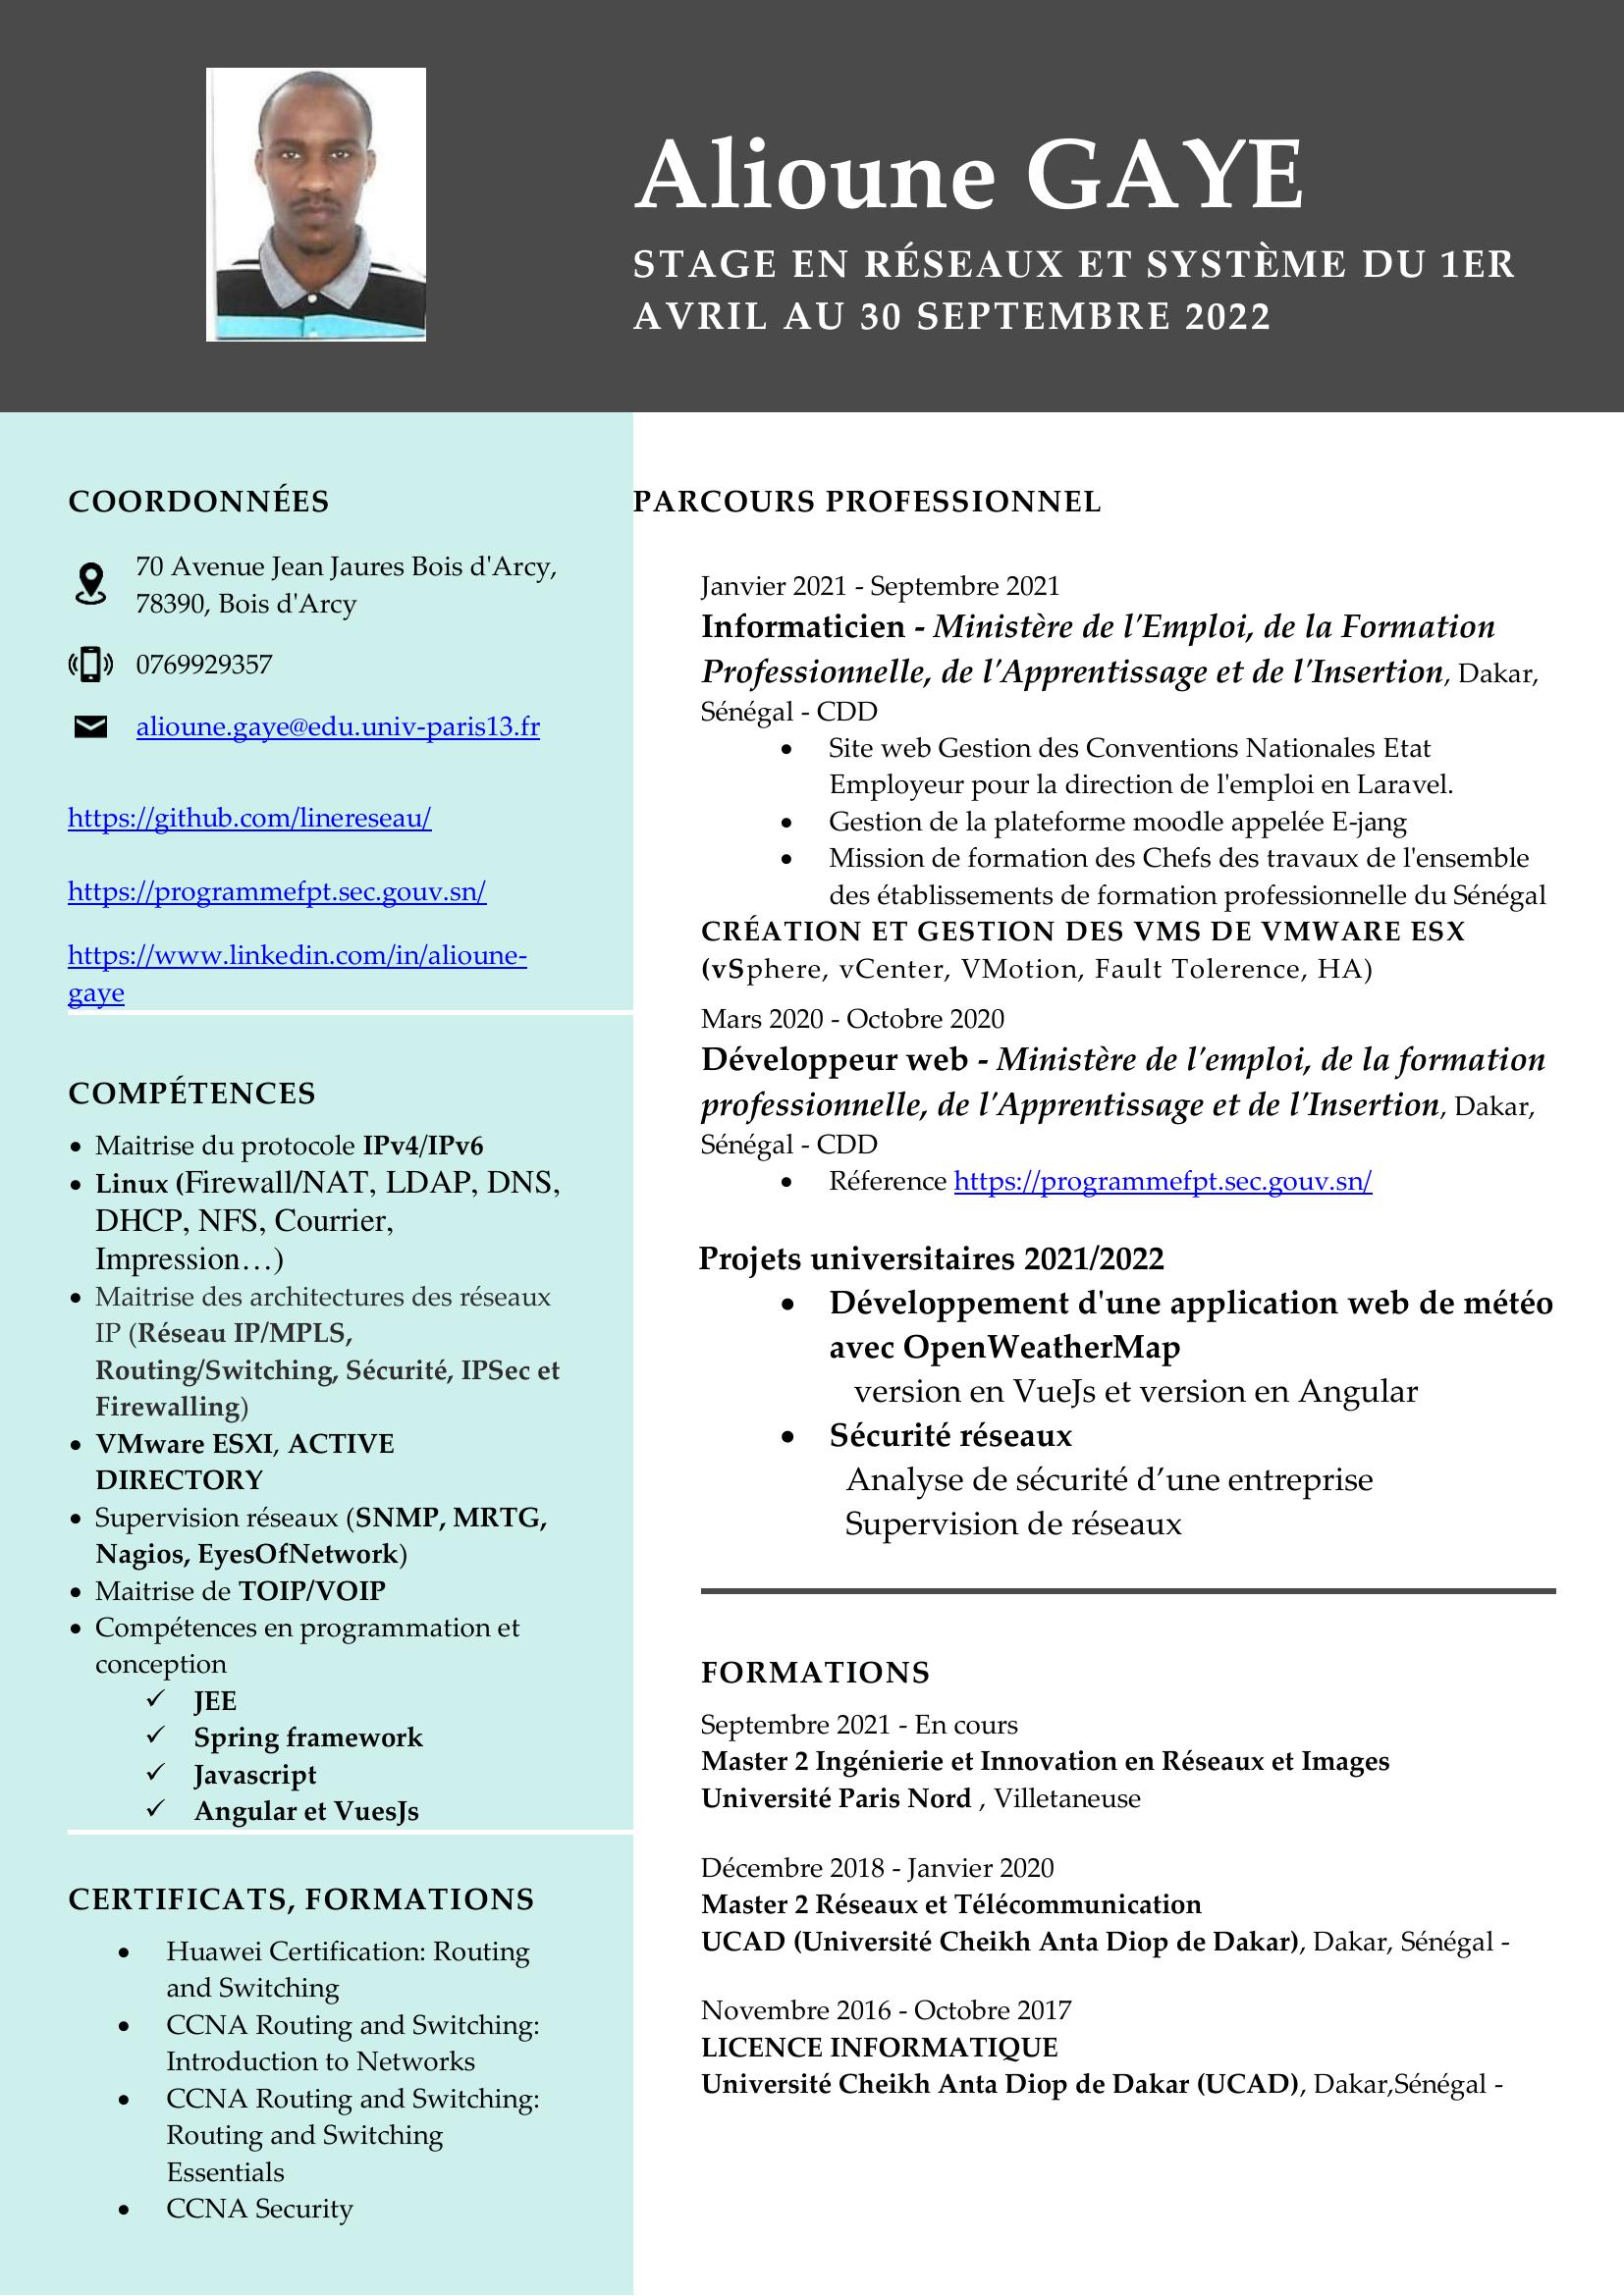 Alioune GAYE
STAGE EN RÉSEAUX ET SYSTÈME DU 1ER
AVRIL AU 30 SEPTEMBRE 2022
COORDONNÉES
70 Avenue Jean Jaures Bois d'Arcy,
78390, Bois d'Arcy
0769929357
alioune.gaye@edu.univ-paris13.fr
https://github.com/linereseau/
https://programmefpt.sec.gouv.sn/
https://www.linkedin.com/in/alioune-
gaye
COMPÉTENCES
• Maitrise du protocole IPv4/IPv6
• Linux (Firewall/NAT, LDAP, DNS,
DHCP, NFS, Courrier,
Impression…)
• Maitrise des architectures des réseaux
IP (Réseau IP/MPLS,
Routing/Switching, Sécurité, IPSec et
Firewalling)
• VMware ESXI, ACTIVE
DIRECTORY
• Supervision réseaux (SNMP, MRTG,
Nagios, EyesOfNetwork)
• Maitrise de TOIP/VOIP
• Compétences en programmation et
conception
✓ JEE
✓ Spring framework
✓ Javascript
✓ Angular et VuesJs
CERTIFICATS, FORMATIONS
• Huawei Certification: Routing
and Switching
• CCNA Routing and Switching:
Introduction to Networks
• CCNA Routing and Switching:
Routing and Switching
Essentials
• CCNA Security
PARCOURS PROFESSIONNEL
Janvier 2021 - Septembre 2021
Informaticien - Ministère de l'Emploi, de la Formation
Professionnelle, de l'Apprentissage et de l'Insertion, Dakar,
Sénégal - CDD
• Site web Gestion des Conventions Nationales Etat
Employeur pour la direction de l'emploi en Laravel.
• Gestion de la plateforme moodle appelée E-jang
• Mission de formation des Chefs des travaux de l'ensemble
des établissements de formation professionnelle du Sénégal
CRÉATION ET GESTION DES VMS DE VMWARE ESX
(vSphere, vCenter, VMotion, Fault Tolerence, HA)
Mars 2020 - Octobre 2020
Développeur web - Ministère de l'emploi, de la formation
professionnelle, de l'Apprentissage et de l'Insertion, Dakar,
Sénégal - CDD
• Réference https://programmefpt.sec.gouv.sn/
Projets universitaires 2021/2022
• Développement d'une application web de météo
avec OpenWeatherMap
version en VueJs et version en Angular
• Sécurité réseaux
Analyse de sécurité d’une entreprise
Supervision de réseaux
FORMATIONS
Septembre 2021 - En cours
Master 2 Ingénierie et Innovation en Réseaux et Images
Université Paris Nord , Villetaneuse
Décembre 2018 - Janvier 2020
Master 2 Réseaux et Télécommunication
UCAD (Université Cheikh Anta Diop de Dakar), Dakar, Sénégal -
Novembre 2016 - Octobre 2017
LICENCE INFORMATIQUE
Université Cheikh Anta Diop de Dakar (UCAD), Dakar,Sénégal -